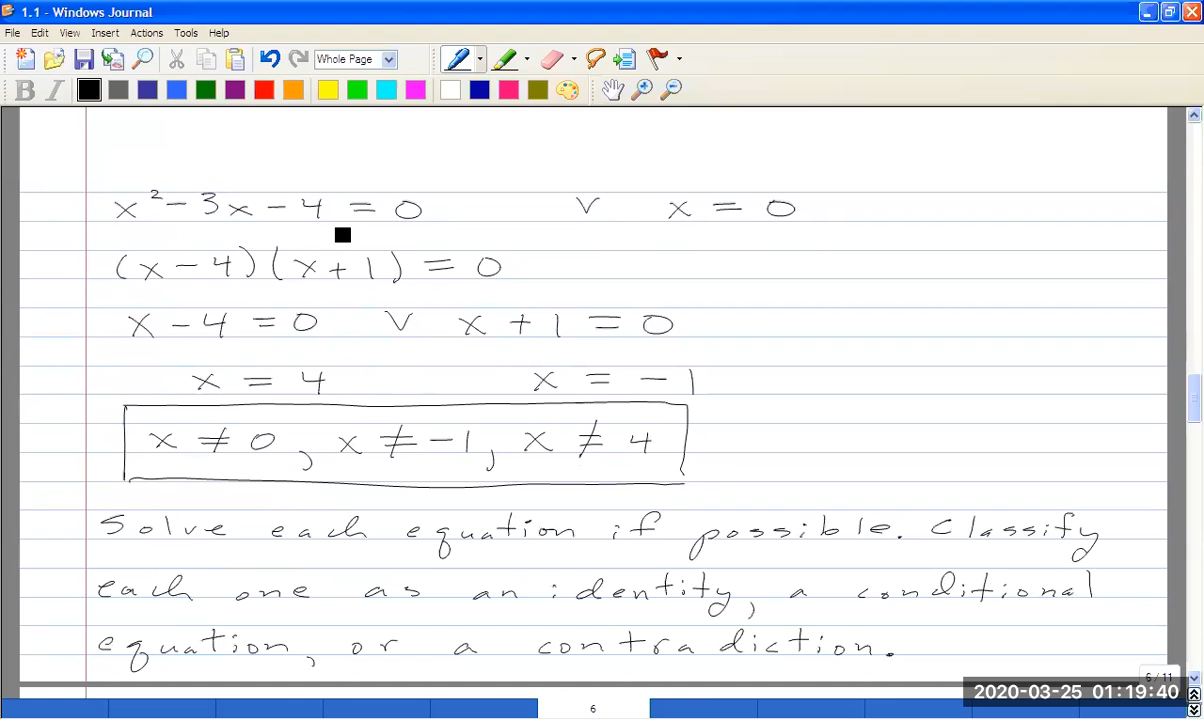 1.1 - Windows Journal
File Edit View Insert Actions Tools Help
Whole Page
B I
x² - 3x - 4 = 0 ∨ x = 0
(x - 4)(x + 1) = 0
x - 4 = 0 ∨ x + 1 = 0
x = 4 x = -1
x ≠ 0, x ≠ -1, x ≠ 4
Solve each equation if possible. Classify
each one as an identity, a conditional
equation, or a contradiction.
6 / 11
2020-03-25 01:19:40
6